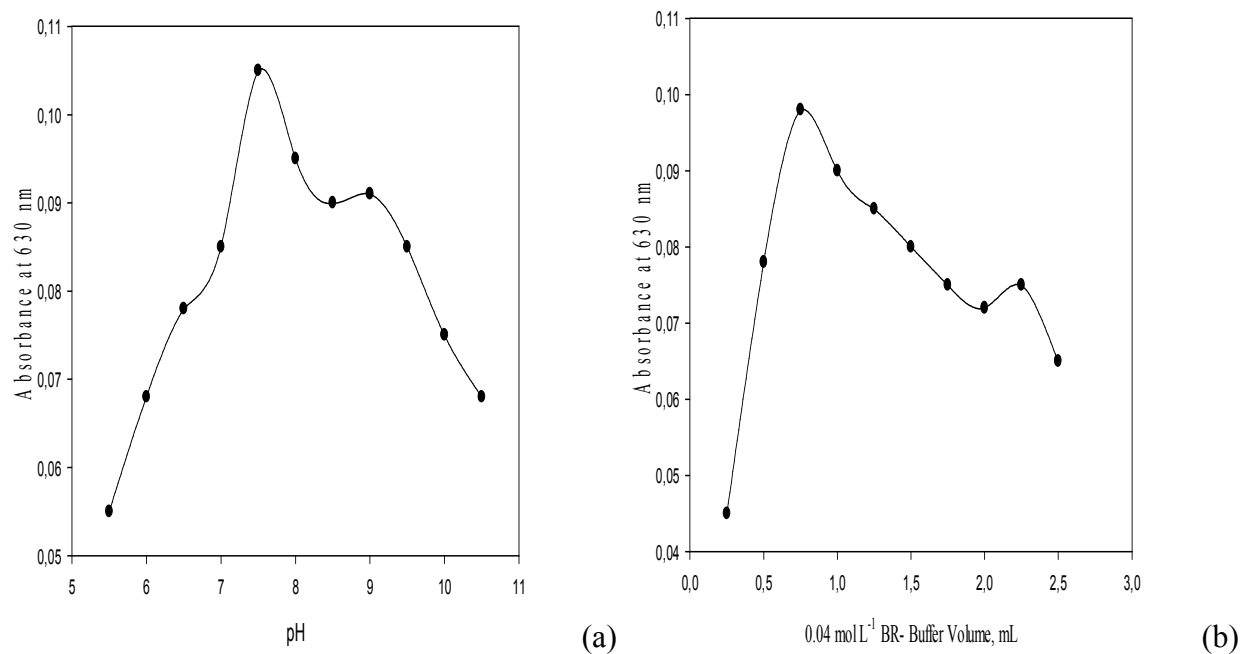 0,11
0,10
0,09
0,08
0,07
0,06
0,05
Absorbance at 630 nm
5 6 7 8 9 10 11
pH
(a)
0,11
0,10
0,09
0,08
0,07
0,06
0,05
0,04
Absorbance at 630 nm
0,0 0,5 1,0 1,5 2,0 2,5 3,0
0.04 mol L⁻¹ BR- Buffer Volume, mL
(b)